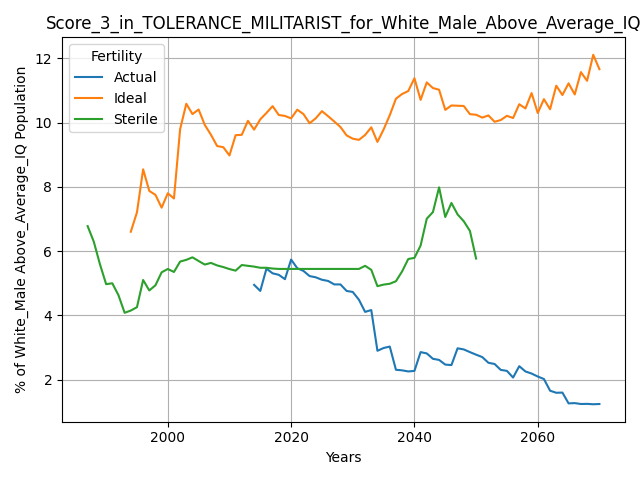 Score_3_in_TOLERANCE_MILITARIST_for_White_Male_Above_Average_IQ
Fertility
Actual
Ideal
Sterile
% of White_Male Above_Average_IQ Population
12
10
8
6
4
2
2000 2020 2040 2060
Years